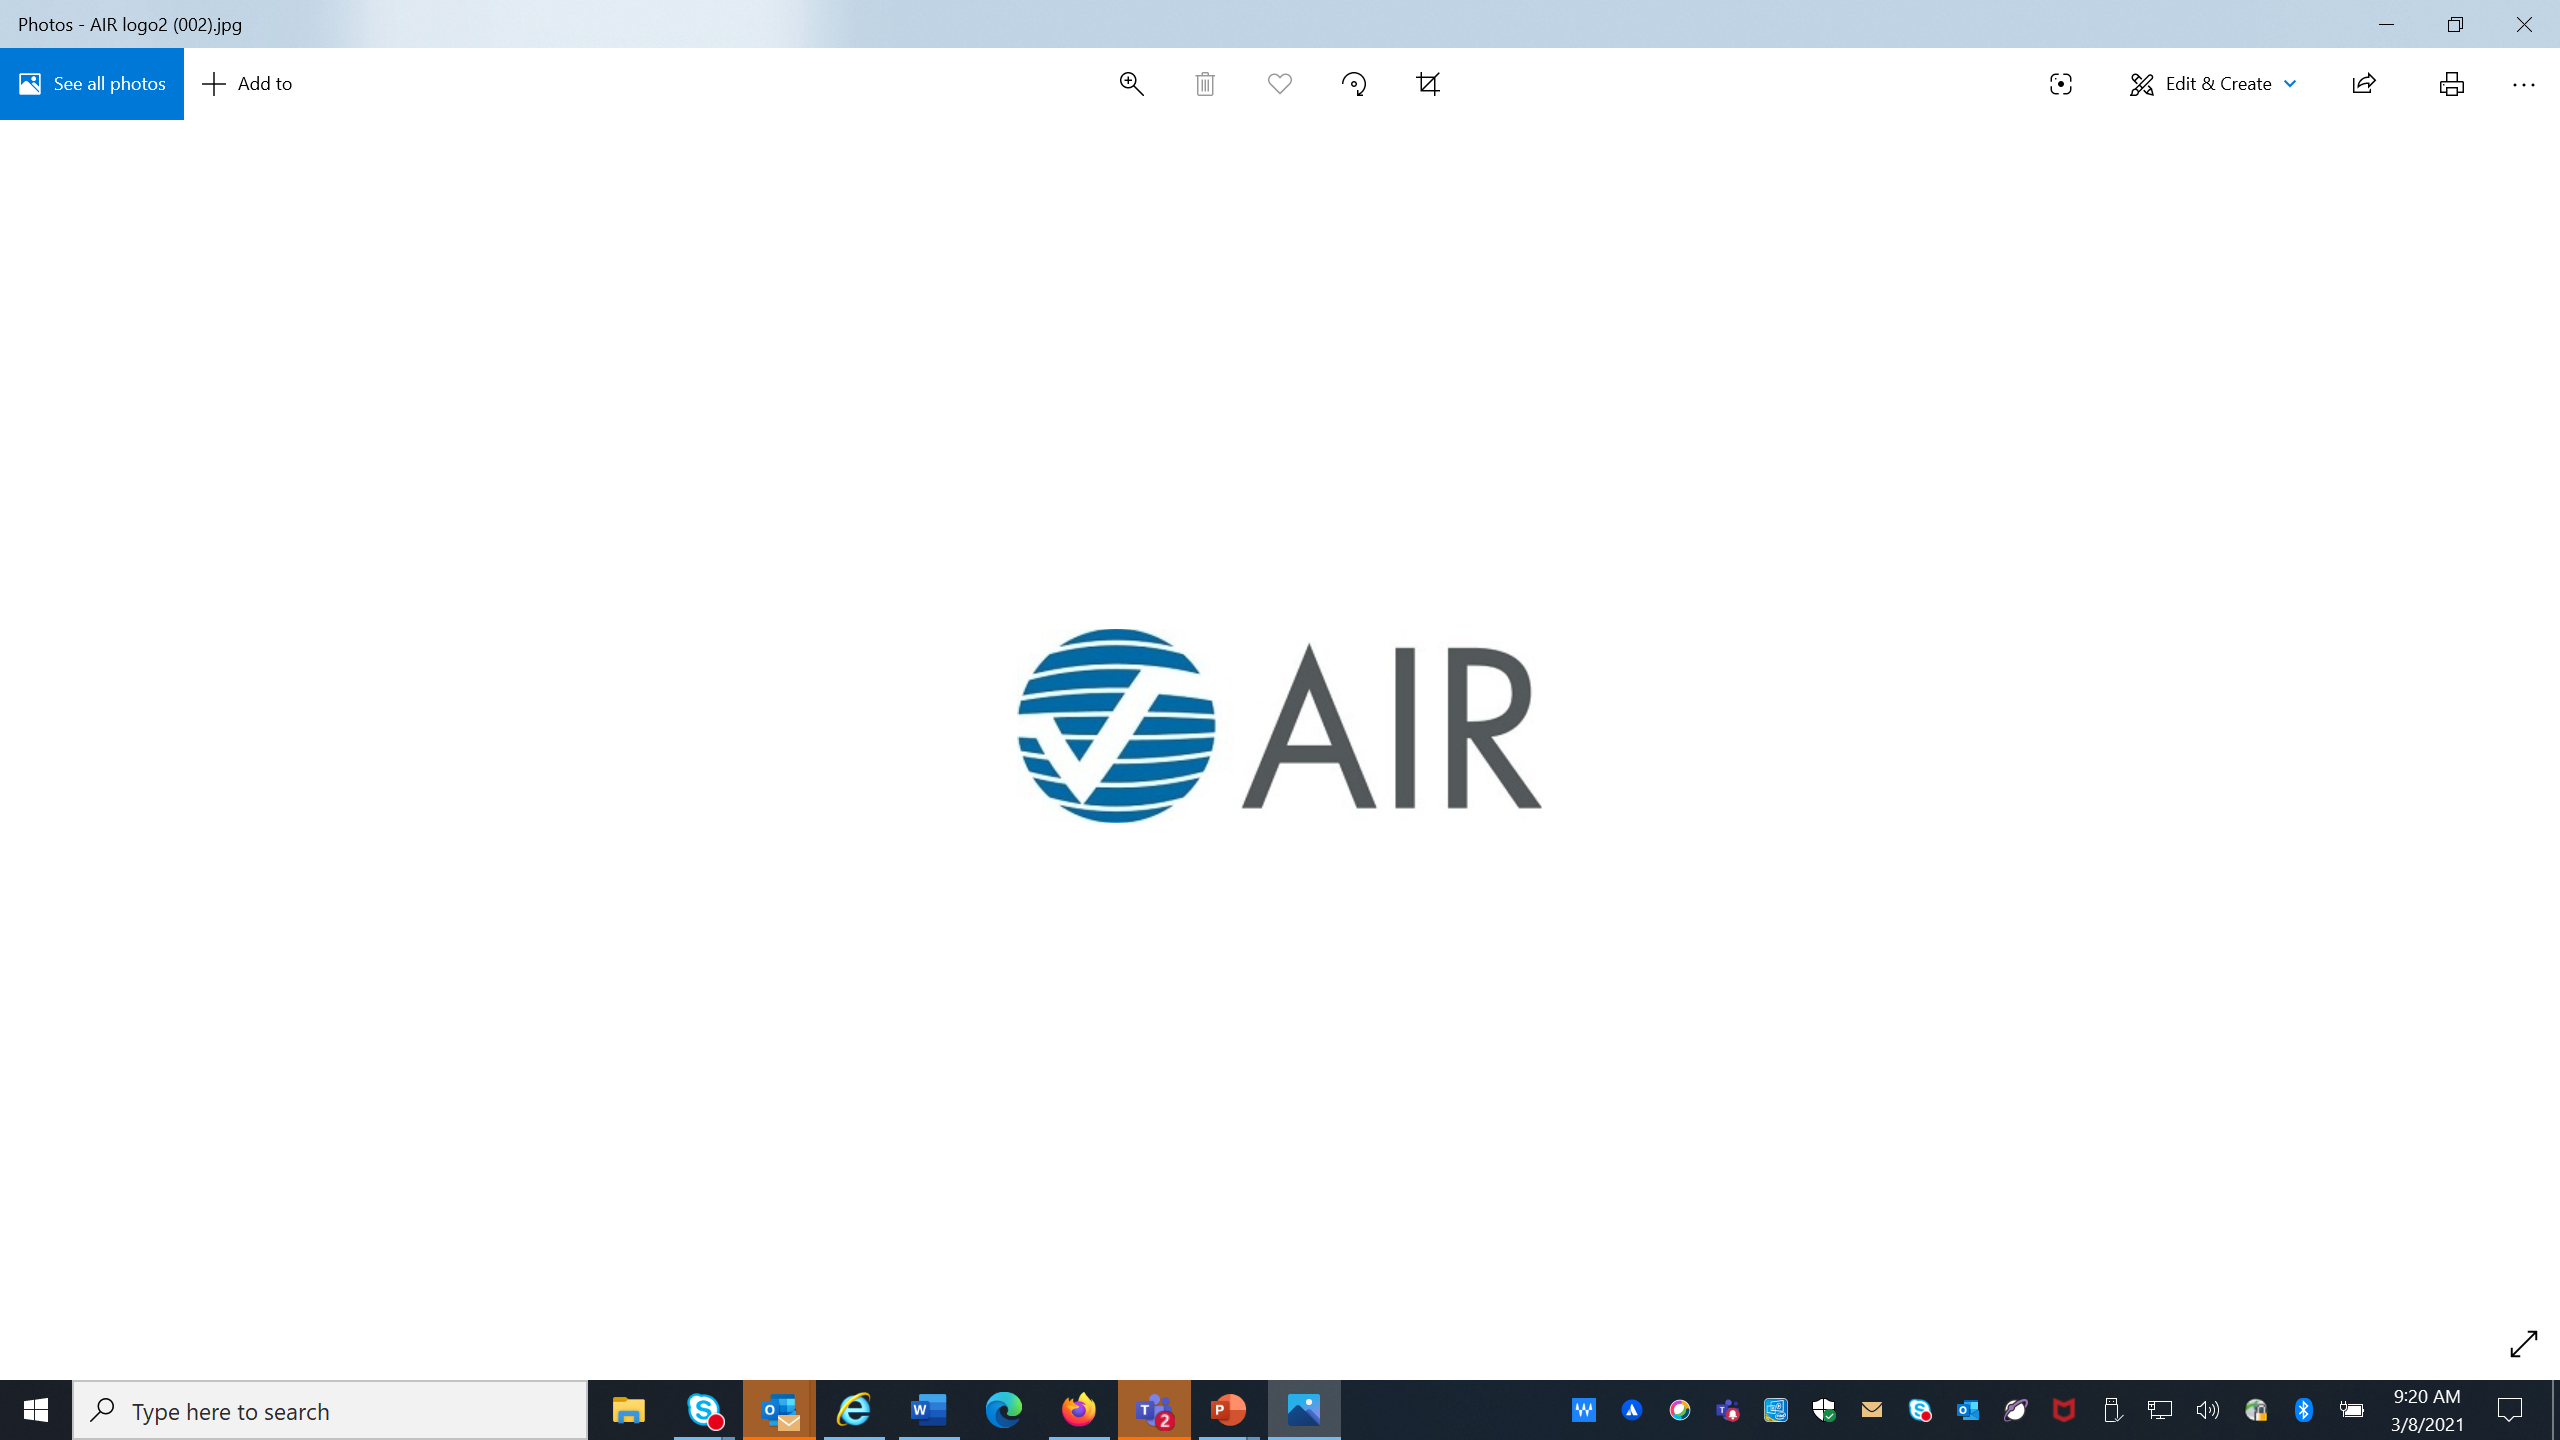 Photos - AIR logo2 (002).jpg
See all photos
Add to
Edit & Create
AIR
Type here to search
2
9:20 AM
3/8/2021